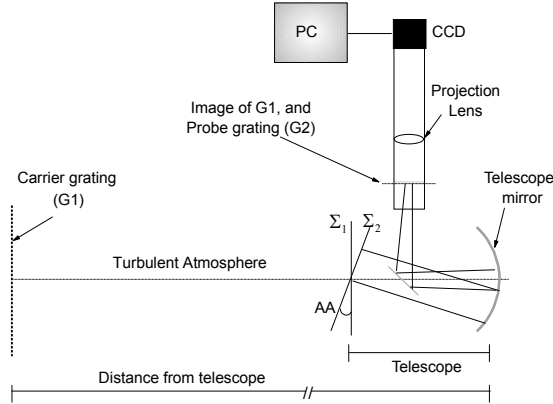 PC
CCD
Projection
Lens
Image of G1, and
Probe grating (G2)
Carrier grating
(G1)
Telescope
mirror
Σ1
Σ2
Turbulent Atmosphere
AA
Telescope
Distance from telescope
//